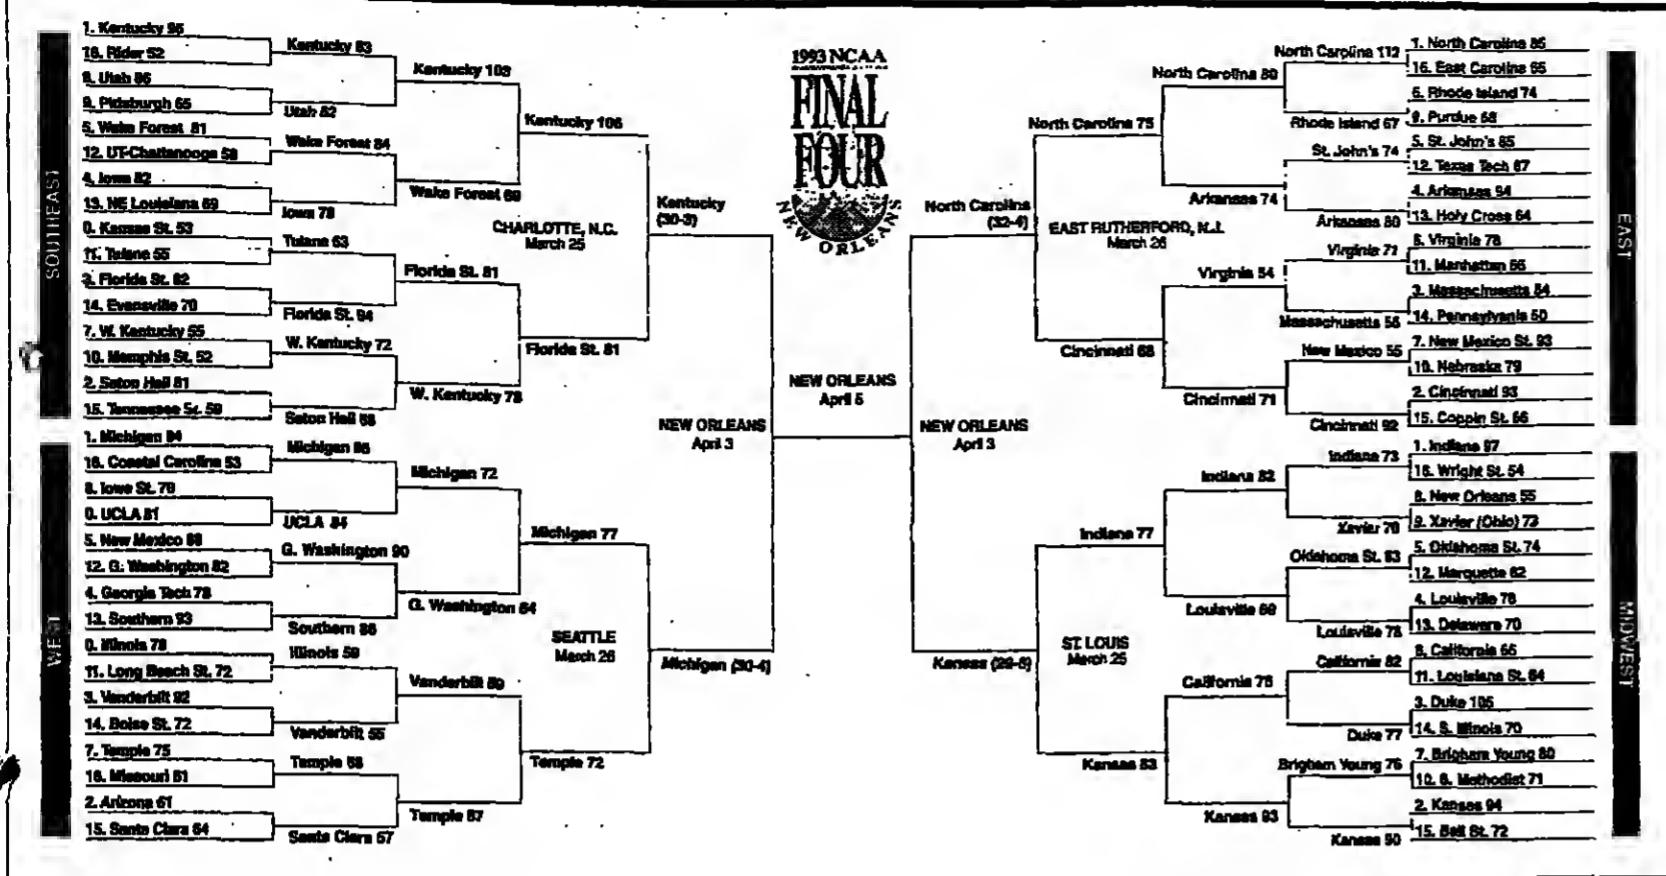 1. Kentucky 96
16. Rider 52
8. Utah 86
9. Pittsburgh 65
5. Wake Forest 81
12. UT-Chattanooga 58
4. Iowa 82
13. NE Louisiana 69
Kansas St. 53
11. Tulane 55
3. Florida St. 82
14. Evansville 70
7. W. Kentucky 55
10. Memphis St. 52
2. Seton Hall 81
15. Tennessee St. 59
Kentucky 83
Utah 62
Wake Forest 84
Iowa 78
Tulane 63
Florida St. 94
W. Kentucky 72
Seton Hall 68
Kentucky 103
Wake Forest 69
Florida St. 81
W. Kentucky 78
Kentucky 106
Florida St. 81
CHARLOTTE, N.C.
March 25
Kentucky
(30-3)
SOUTHEAST
1. Michigan 84
16. Coastal Carolina 53
8. Iowa St. 70
UCLA 81
5. New Mexico
12. G. Washington 82
4. Georgia Tech 78
13. Southern 93
Illinois
11. Long Beach St. 72
3. Vanderbilt 92
14. Boise St. 72
7. Temple 75
Missouri 61
2. Arizona 61
15. Santa Clara 64
Michigan 86
UCLA 84
G. Washington 90
Southern
Illinois
Vanderbilt
Temple
Santa Clara 57
Michigan 72
G. Washington 64
Vanderbilt
Temple 67
Michigan 77
Temple 72
SEATTLE
March 26
Michigan (30-4)
WEST
NEW ORLEANS
April 3
1993 NCAA
FINAL
FOUR
NEW ORLEANS
NEW ORLEANS
April 5
NEW ORLEANS
April 3
North Carolina
(32-4)
EAST RUTHERFORD, N.J.
March 26
North Carolina 75
Cincinnati 68
North Carolina 80
Arkansas 74
Virginia 54
Cincinnati 71
North Carolina 112
Rhode Island 67
St. John's 74
Arkansas 80
Virginia 71
Massachusetts 56
New Mexico 55
Cincinnati 92
1. North Carolina 85
16. East Carolina 65
Rhode Island 74
9. Purdue 68
5. St. John's 85
12. Texas Tech 67
4. Arkansas 94
13. Holy Cross 64
6. Virginia 78
11. Manhattan 66
3. Massachusetts 54
14. Pennsylvania 50
7. New Mexico St. 93
10. Nebraska 79
2. Cincinnati 93
15. Coppin St. 66
EAST
Kansas
ST. LOUIS
March 25
Indiana 77
Kansas 83
Indiana 82
Louisville 69
California 76
Kansas 93
Indiana 73
Xavier 70
Oklahoma St. 63
Louisville 78
California 82
Duke 77
Brigham Young 76
Kansas 90
1. Indiana 97
16. Wright St. 54
8. New Orleans 55
9. Xavier (Ohio) 73
5. Oklahoma St. 74
12. Marquette 62
4. Louisville 76
13. Delaware 70
California 66
11. Louisiana St. 64
3. Duke 105
14. S. Illinois 70
7. Brigham Young 80
10. S. Methodist 71
2. Kansas 94
15. Ball St. 72
MIDWEST